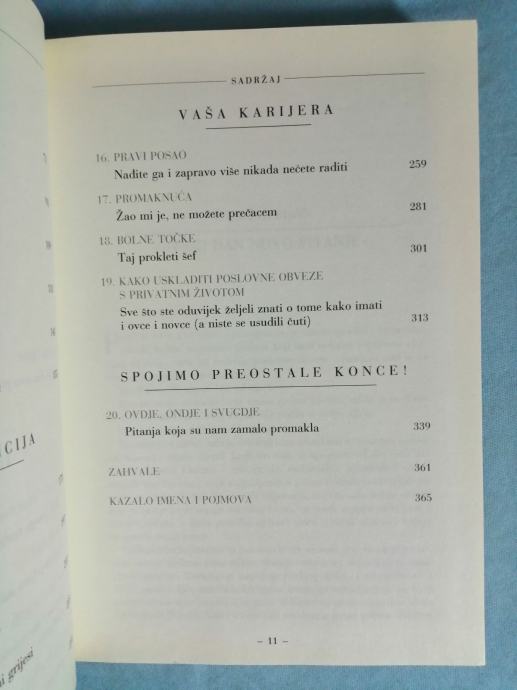 SADRŽAJ
VAŠA KARIJERA
16. PRAVI POSAO
Nađite ga i zapravo više nikada nećete raditi 259
17. PROMAKNUĆA
Žao mi je, ne možete prečacem 281
18. BOLNE TOČKE
Taj prokleti šef 301
19. KAKO USKLADITI POSLOVNE OBVEZE
S PRIVATNIM ŽIVOTOM
Sve što ste oduvijek željeli znati o tome kako imati
i ovce i novce (a niste se usudili čuti) 313
SPOJIMO PREOSTALE KONCE!
20. OVDJE, ONDJE I SVUGDJE
Pitanja koja su nam zamalo promakla 339
ZAHVALE 361
KAZALO IMENA I POJMOVA 365
– 11 –
CIJA
grijesi